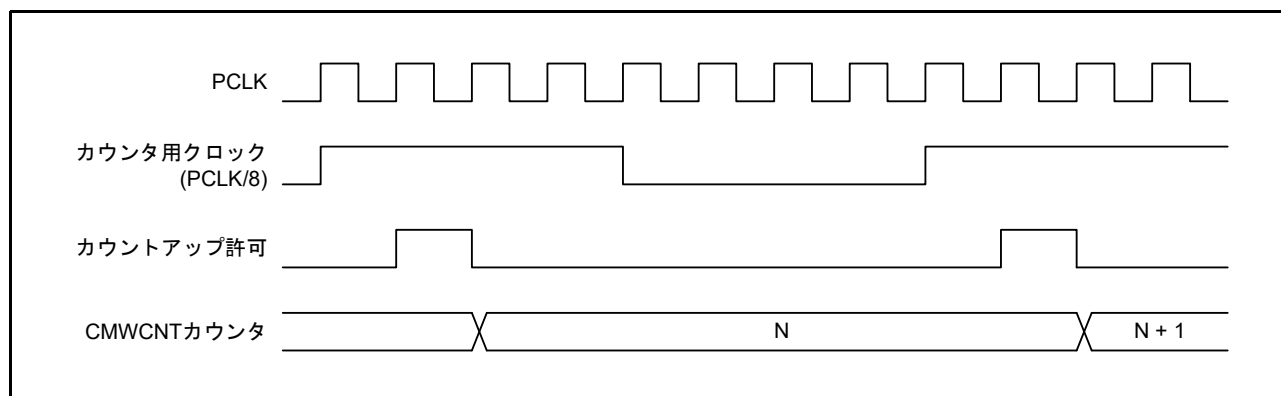 PCLK
カウンタ用クロック
(PCLK/8)
カウントアップ許可
CMWCNTカウンタ
N
N + 1